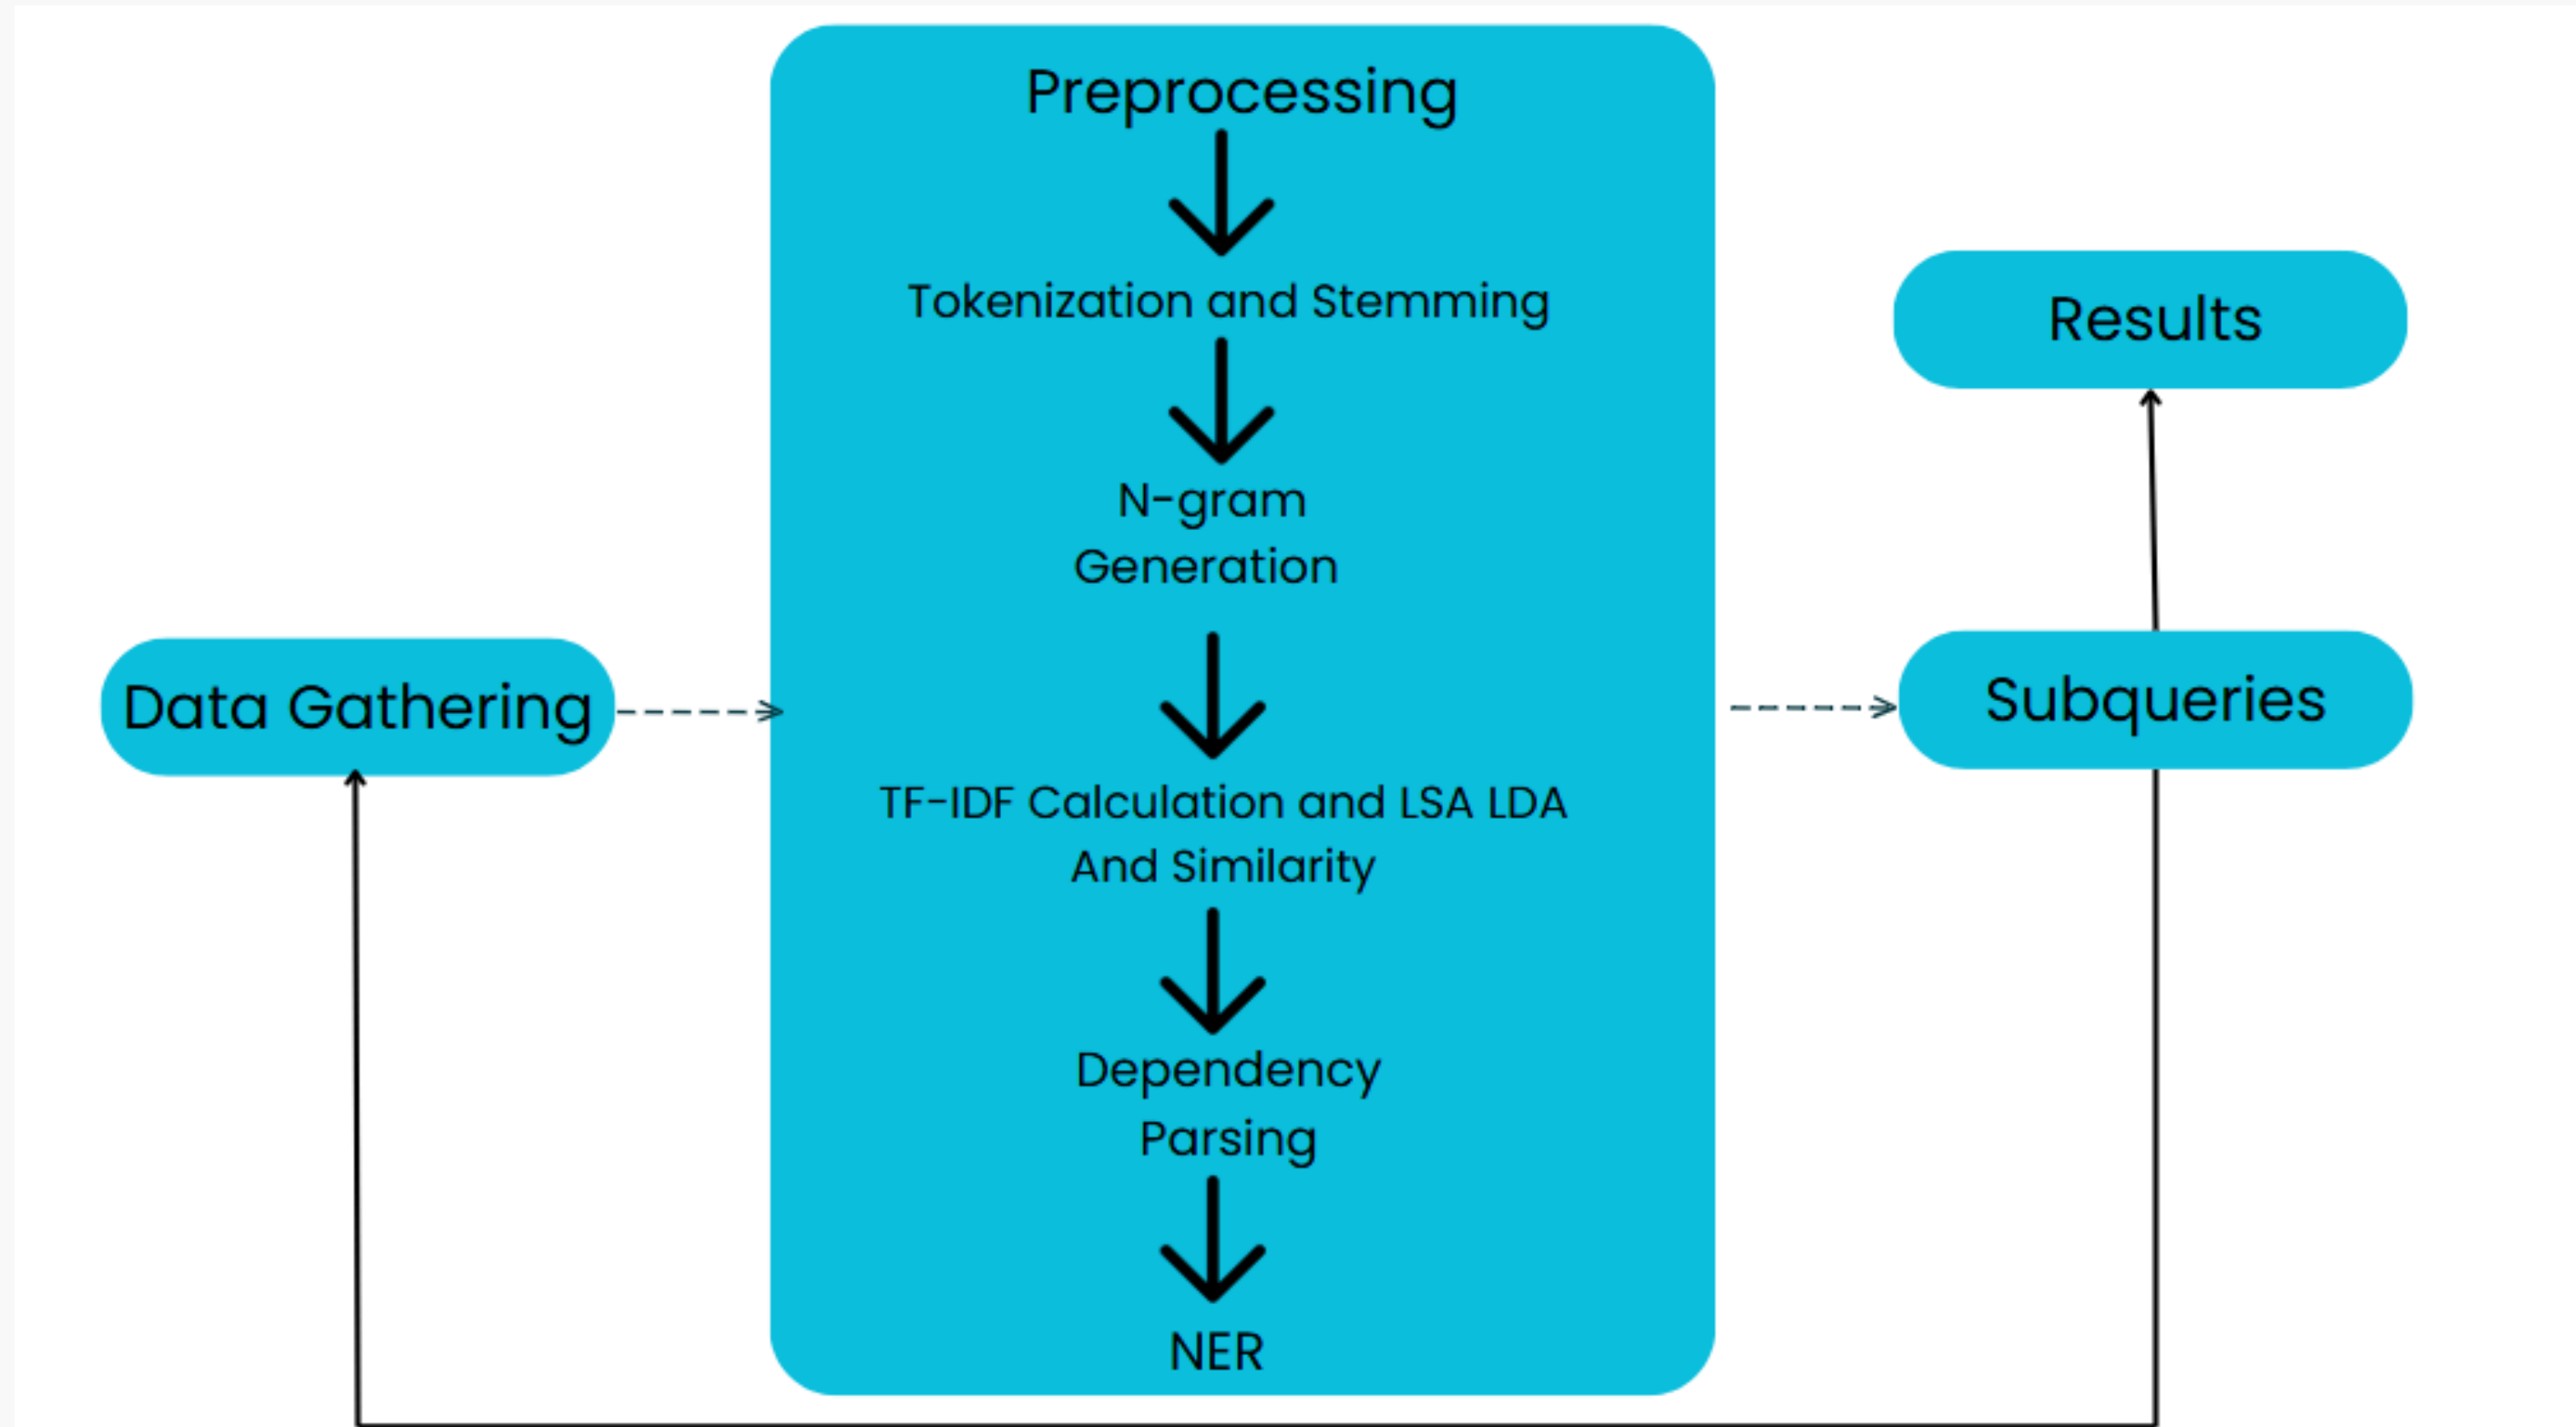 Data Gathering
Preprocessing
Tokenization and Stemming
N-gram
Generation
TF-IDF Calculation and LSA LDA
And Similarity
Dependency
Parsing
NER
Subqueries
Results